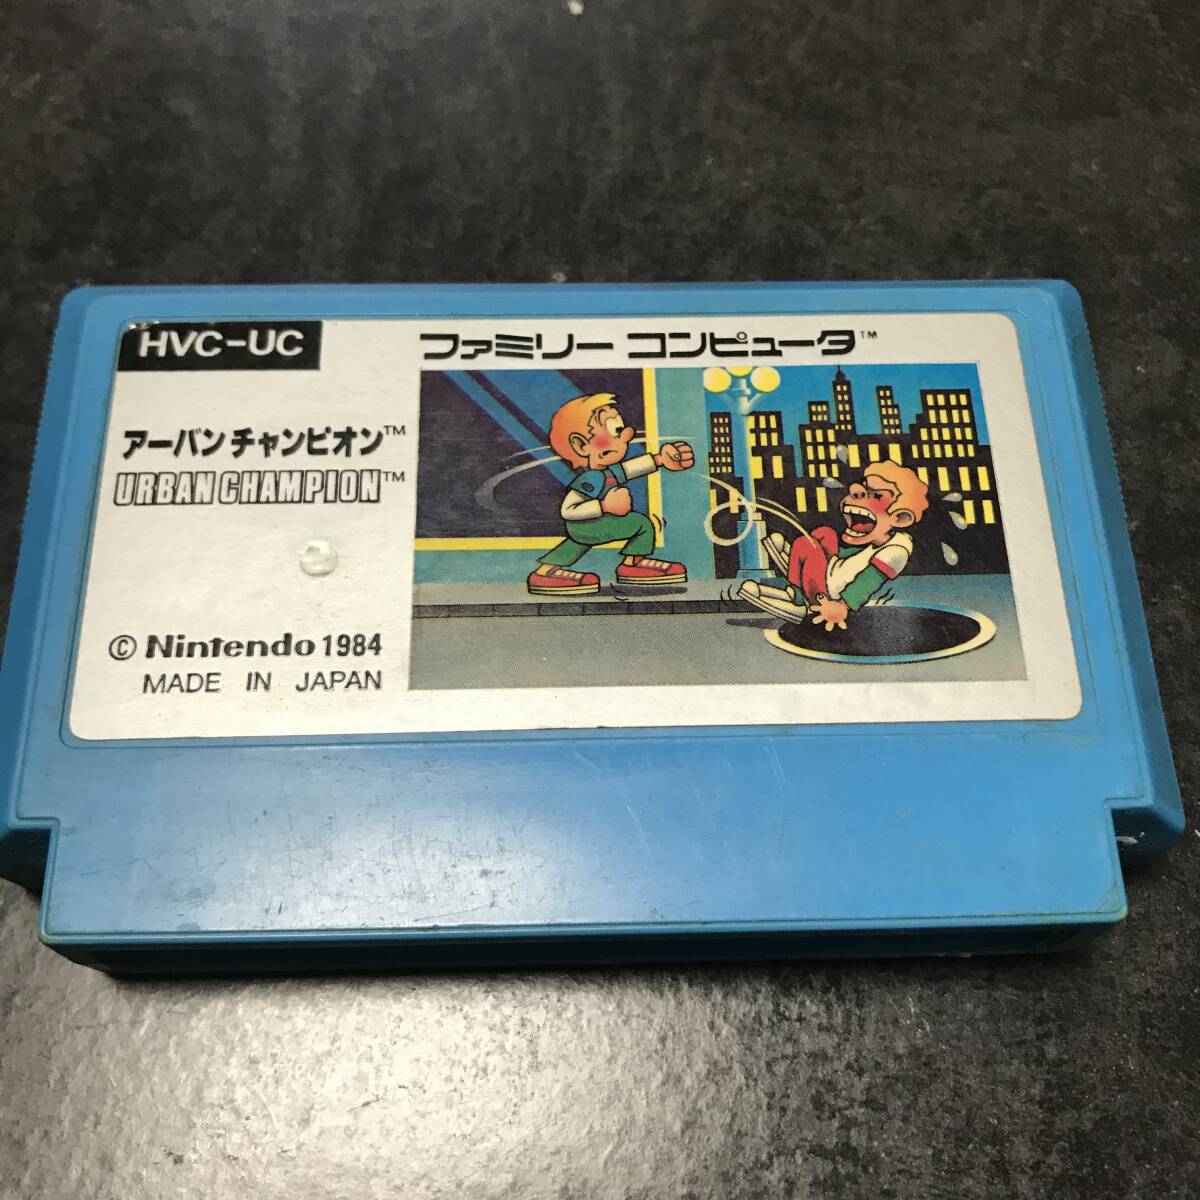 HVC-UC
ファミリー コンピュータ™
アーバン チャンピオン™
URBAN CHAMPION™
© Nintendo 1984
MADE IN JAPAN